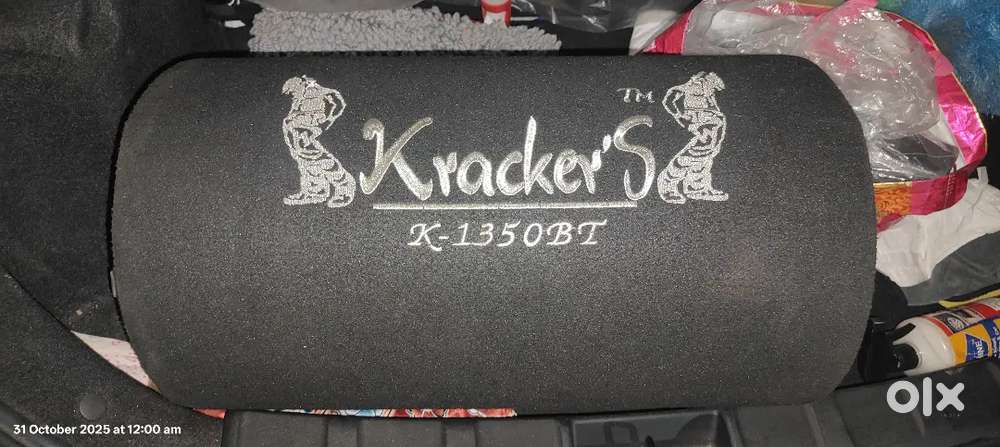 TM
Kracker'S
K-1350BT
31 October 2025 at 12:00 am
olx